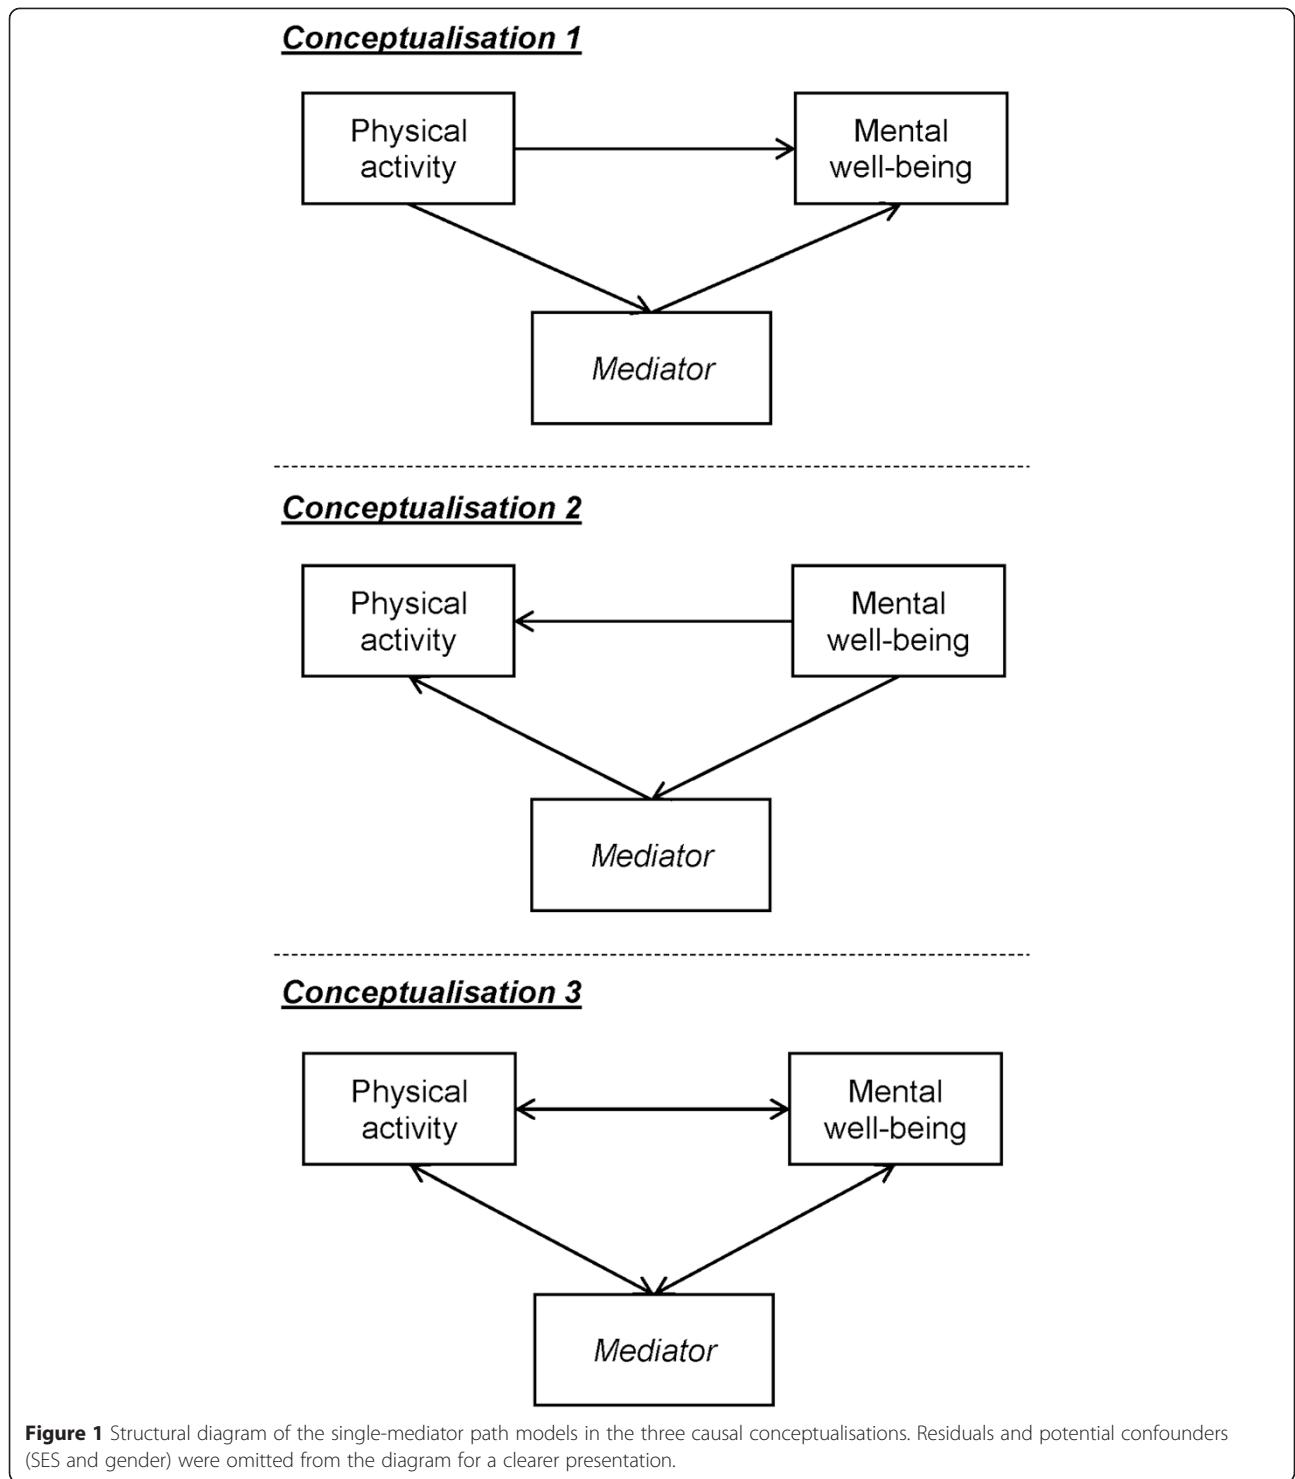 Conceptualisation 1
Physical
activity
Mental
well-being
Mediator
Conceptualisation 2
Physical
activity
Mental
well-being
Mediator
Conceptualisation 3
Physical
activity
Mental
well-being
Mediator
Figure 1 Structural diagram of the single-mediator path models in the three causal conceptualisations. Residuals and potential confounders
(SES and gender) were omitted from the diagram for a clearer presentation.